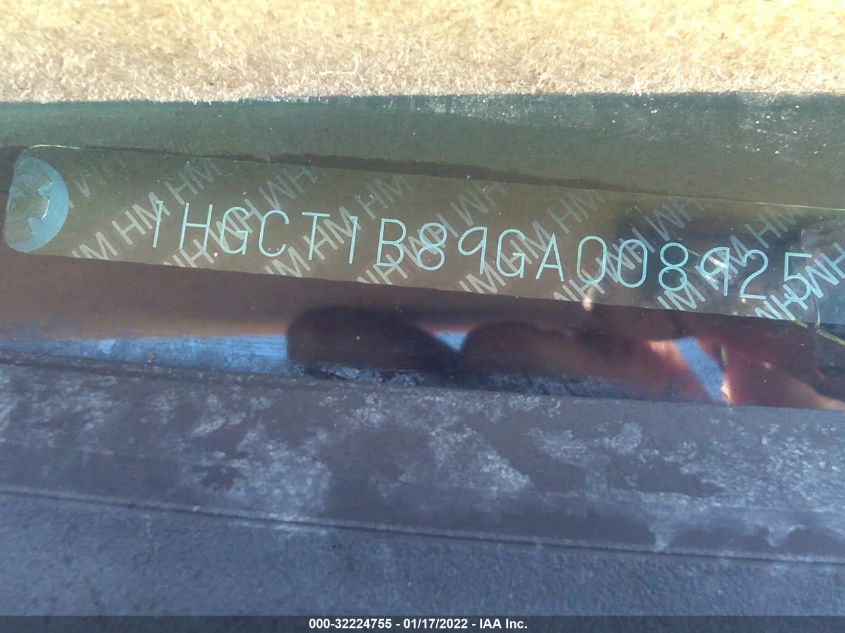 1HGCT1B89GA008925
000-32224755 - 01/17/2022 - IAA Inc.